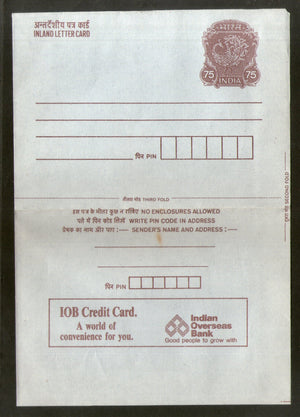 अन्तर्देशीय पत्र कार्ड
INLAND LETTER CARD
75 75
INDIA
पिन PIN
तीसरा मोड़ THIRD FOLD
दूसरा मोड़ SECOND FOLD
इस पत्र के भीतर कुछ न रखिए NO ENCLOSURES ALLOWED
पते में पिन कोड लिखें WRITE PIN CODE IN ADDRESS
प्रेषक का नाम और पता :— SENDER'S NAME AND ADDRESS :—
पिन PIN
IOB Credit Card.
A world of
convenience for you.
Indian
Overseas
Bank
Good people to grow with